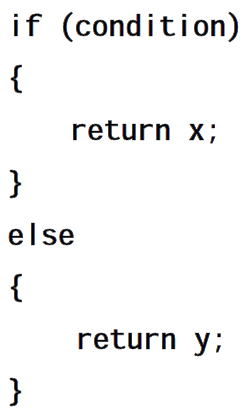 if (condition)
{
    return x;
}
else
{
    return y;
}